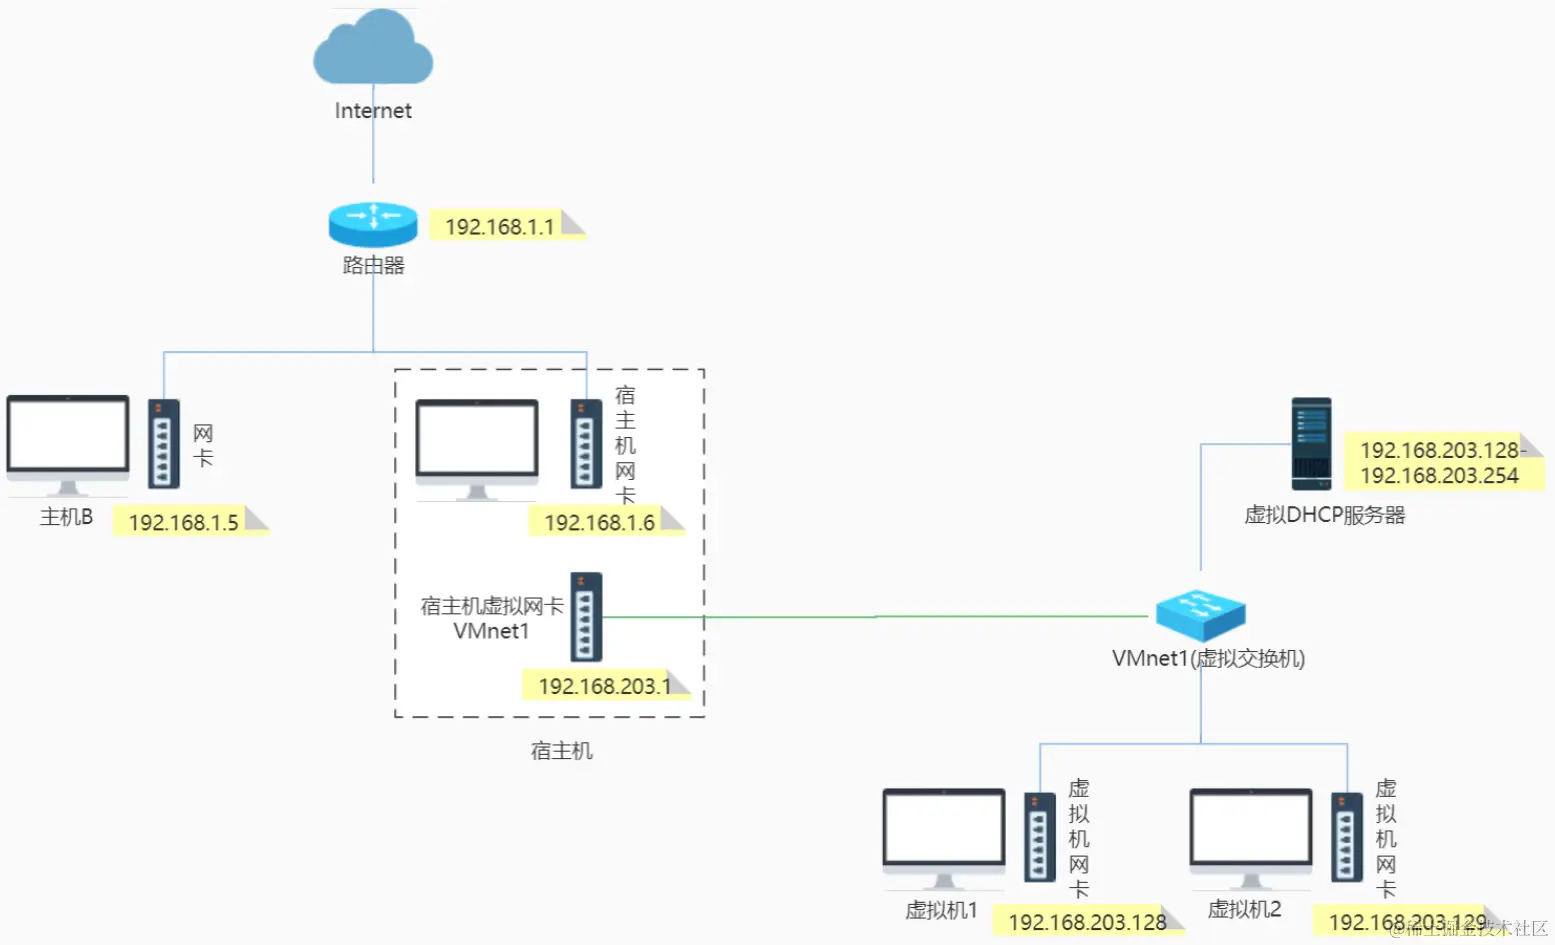 Internet
192.168.1.1
路由器
网卡
主机B
192.168.1.5
宿主机网卡
192.168.1.6
宿主机虚拟网卡
VMnet1
192.168.203.1
宿主机
192.168.203.128-
192.168.203.254
虚拟DHCP服务器
VMnet1(虚拟交换机)
虚拟机网卡
虚拟机1
192.168.203.128
虚拟机网卡
虚拟机2
192.168.203.129
@稀土掘金技术社区